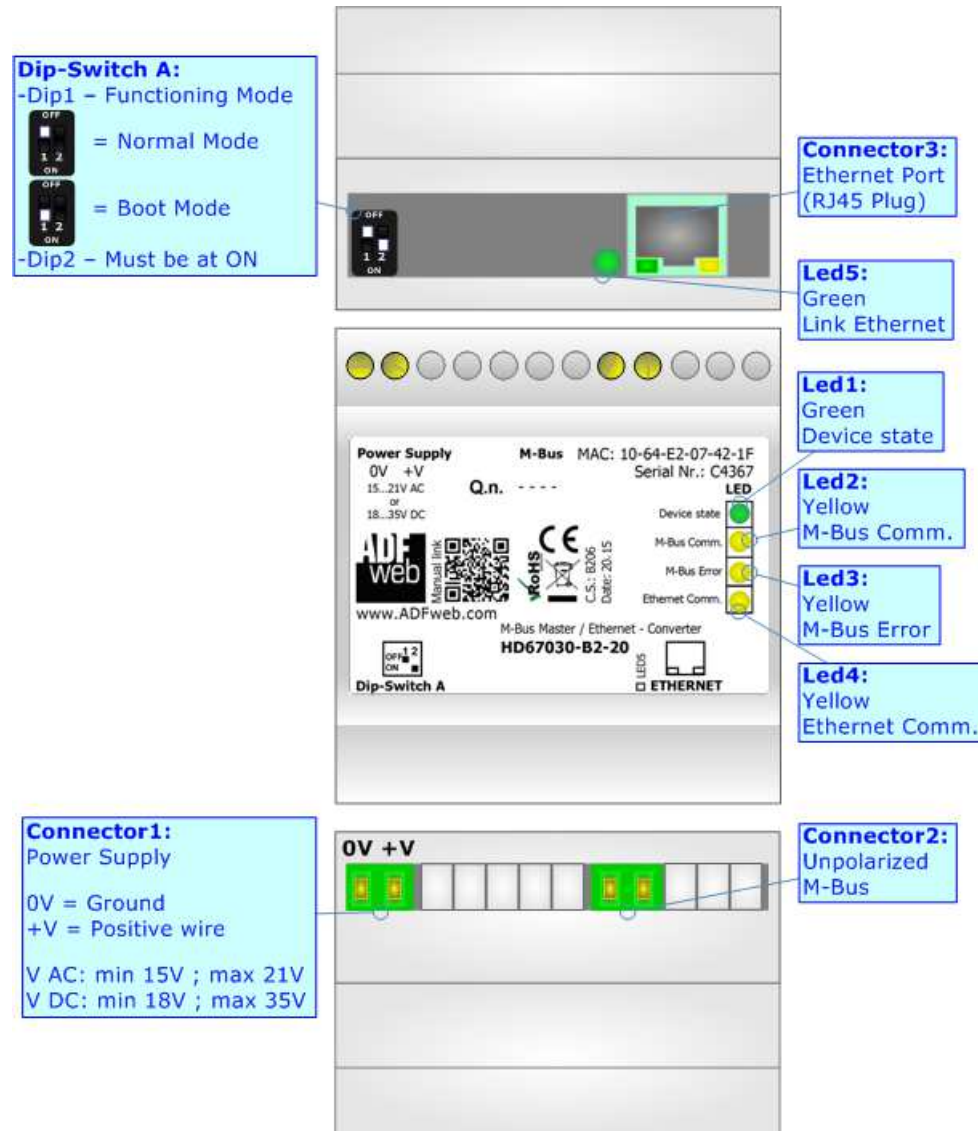 Dip-Switch A:
-Dip1 – Functioning Mode
OFF
1 2
ON
= Normal Mode
OFF
1 2
ON
= Boot Mode
-Dip2 – Must be at ON
OFF
1 2
ON
Connector3:
Ethernet Port
(RJ45 Plug)
Led5:
Green
Link Ethernet
Led1:
Green
Device state
Led2:
Yellow
M-Bus Comm.
Led3:
Yellow
M-Bus Error
Led4:
Yellow
Ethernet Comm.
Power Supply
0V +V
15...21V AC
or
18...35V DC
M-Bus MAC: 10-64-E2-07-42-1F
Serial Nr.: C4367
Q.n. - - - -
LED
Device state
M-Bus Comm.
M-Bus Error
Ethernet Comm.
ADF
web
Manual link
RoHS
CE
C.S.: B206
Date: 20.15
www.ADFweb.com
M-Bus Master / Ethernet - Converter
HD67030-B2-20
OFF 1 2
ON
Dip-Switch A
LED5
ETHERNET
Connector1:
Power Supply
0V = Ground
+V = Positive wire
V AC: min 15V ; max 21V
V DC: min 18V ; max 35V
0V +V
Connector2:
Unpolarized
M-Bus